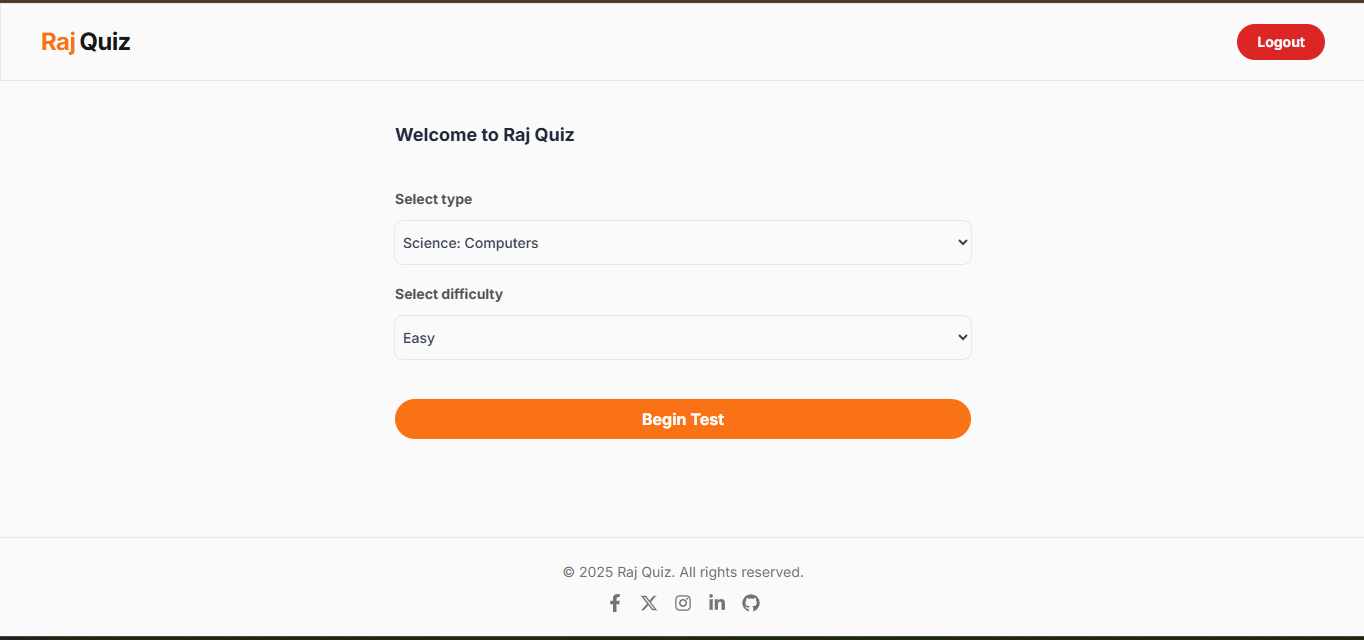 Raj Quiz
Logout
Welcome to Raj Quiz
Select type
Science: Computers
Select difficulty
Easy
Begin Test
© 2025 Raj Quiz. All rights reserved.